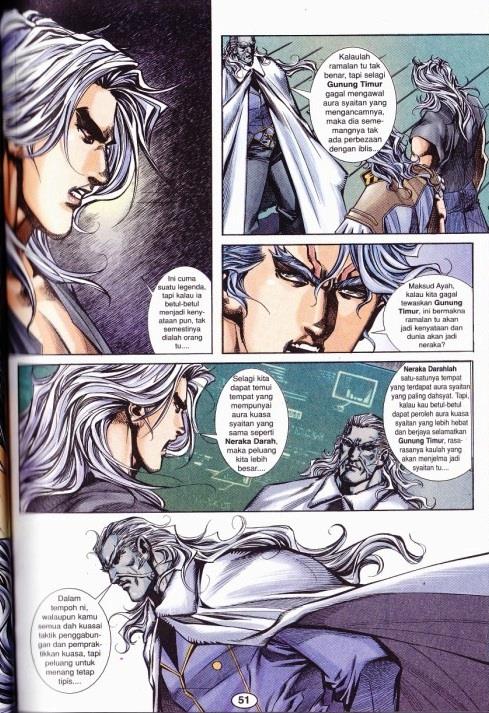 Ini cuma
suatu legenda,
tapi kalau ia
betul-betul
menjadi keny-
ataan pun, tak
semestinya
dialah orang
tu....
Kalaulah
ramalan tu tak
benar, tapi selagi
Gunung Timur
gagal mengawal
aura syaitan yang
mengancamnya,
maka dia seme-
mangnya tak
ada perbezaan
dengan iblis....
Maksud Ayah,
kalau kita gagal
tewaskan Gunung
Timur, ini bermakna
ramalan tu akan
jadi kenyataan dan
dunia akan jadi
neraka?
Selagi kita
dapat temui
tempat yang
mempunyai
aura kuasa
syaitan yang
sama seperti
Neraka Darah,
maka peluang
kita lebih
besar....
Neraka Darahlah
satu-satunya tempat
yang terdapat aura syaitan
yang paling dahsyat. Tapi,
kalau kau betul-betul
dapat peroleh aura kuasa
syaitan yang lebih hebat
dan berjaya selamatkan
Gunung Timur, rasa-
rasanya kaulah yang
akan menjelma jadi
syaitan tu....
Dalam
tempoh ni,
walaupun kamu
semua dah kuasai
taktik penggabung-
an dan pemprak-
tikkan kuasa, tapi
peluang untuk
menang tetap
tipis....
51